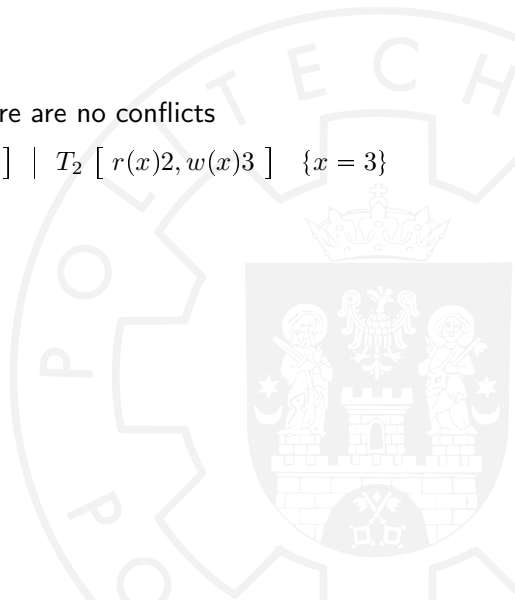 re are no conflicts
] | T₂ [ r(x)2, w(x)3 ] {x = 3}
P O L I T E C H
P O